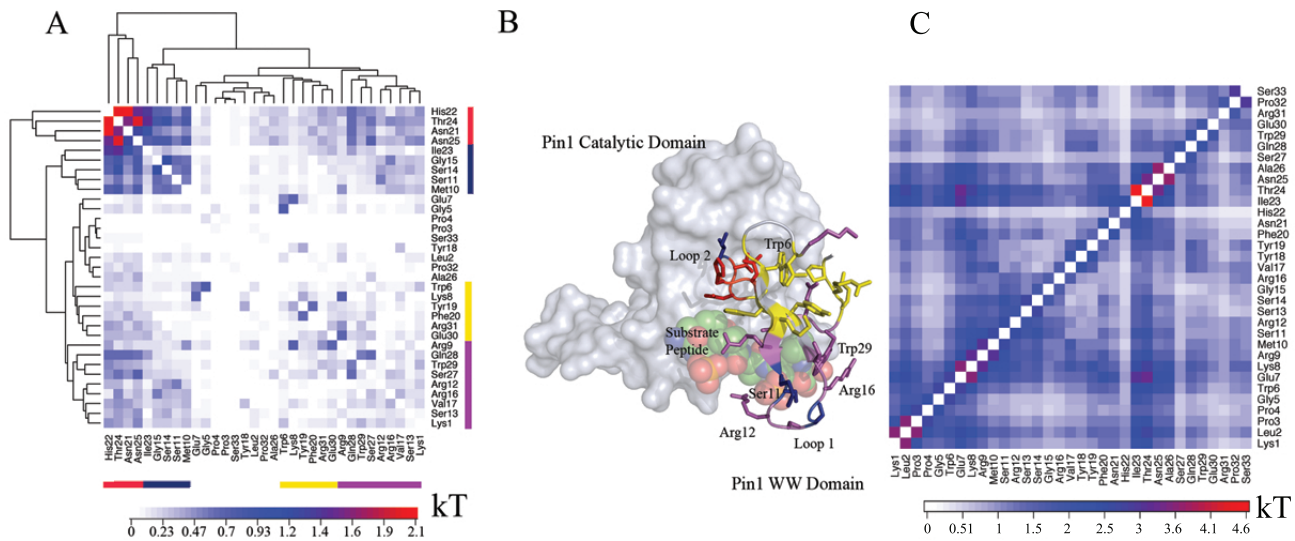 A
His22
Thr24
Asn21
Asn25
Ile23
Gly15
Ser14
Ser11
Met10
Glu7
Gly5
Pro4
Pro3
Ser33
Tyr18
Leu2
Pro32
Ala26
Trp6
Lys8
Tyr19
Phe20
Arg31
Glu30
Arg9
Gln28
Trp29
Ser27
Arg12
Arg16
Val17
Ser13
Lys1
His22 Thr24 Asn21 Asn25 Ile23 Gly15 Ser14 Ser11 Met10 Glu7 Gly5 Pro4 Pro3 Ser33 Tyr18 Leu2 Pro32 Ala26 Trp6 Lys8 Tyr19 Phe20 Arg31 Glu30 Arg9 Gln28 Trp29 Ser27 Arg12 Arg16 Val17 Ser13 Lys1
kT
0 0.23 0.47 0.7 0.93 1.2 1.4 1.6 1.9 2.1
B
Pin1 Catalytic Domain
Trp6
Loop 2
Substrate
Peptide
Trp29
Ser11
Arg16
Arg12
Loop 1
Pin1 WW Domain
C
Ser33
Pro32
Arg31
Glu30
Trp29
Gln28
Ser27
Ala26
Asn25
Thr24
Ile23
His22
Asn21
Phe20
Tyr19
Tyr18
Val17
Arg16
Gly15
Ser14
Ser13
Arg12
Ser11
Met10
Arg9
Lys8
Glu7
Trp6
Gly5
Pro4
Pro3
Leu2
Lys1
Lys1 Leu2 Pro3 Pro4 Gly5 Trp6 Glu7 Lys8 Arg9 Met10 Ser11 Arg12 Ser13 Ser14 Gly15 Arg16 Val17 Tyr18 Tyr19 Phe20 Asn21 His22 Ile23 Thr24 Asn25 Ala26 Ser27 Gln28 Trp29 Glu30 Arg31 Pro32 Ser33
kT
0 0.51 1 1.5 2 2.5 3 3.5 3.6 4.1 4.6